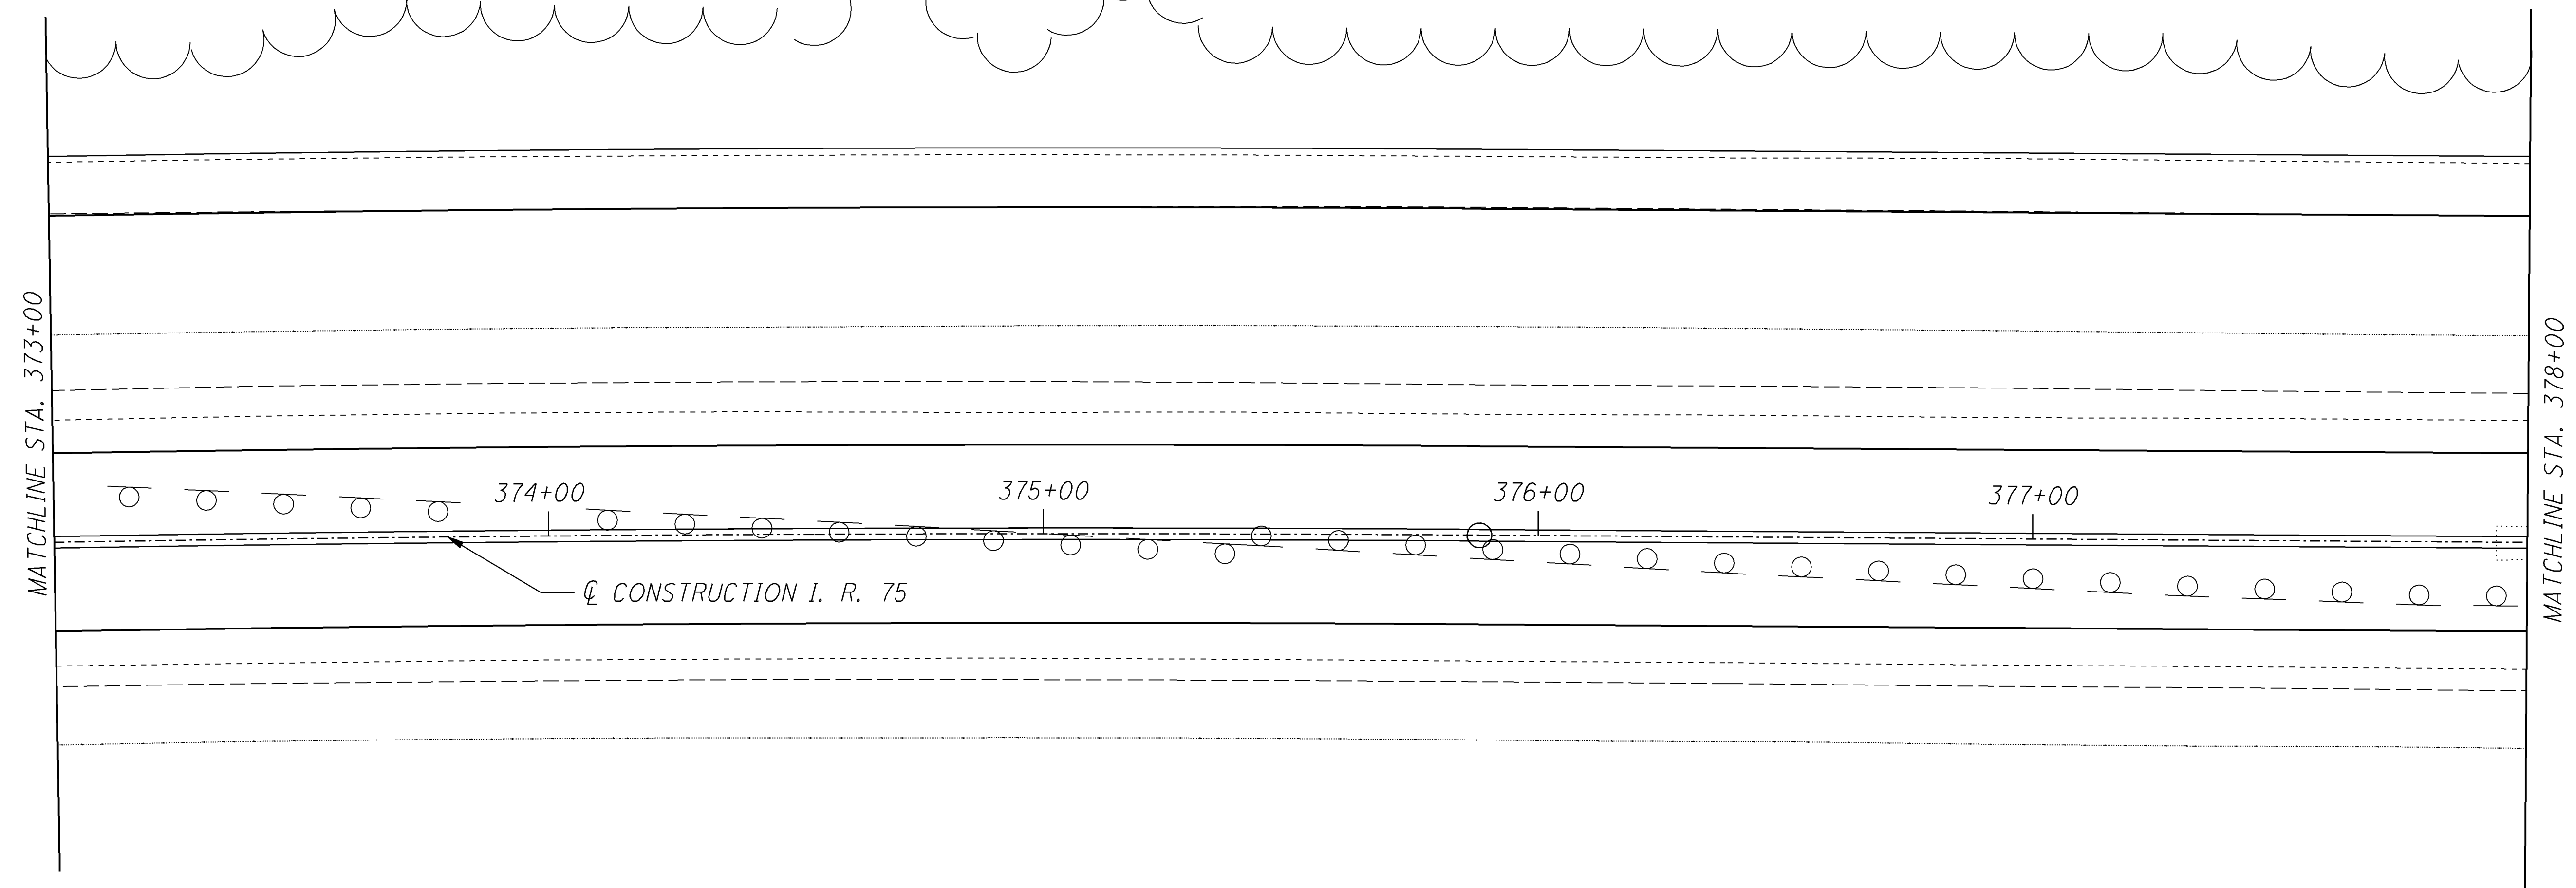 MATCHLINE STA. 373+00
374+00
375+00
376+00
377+00
℄ CONSTRUCTION I. R. 75
MATCHLINE STA. 378+00